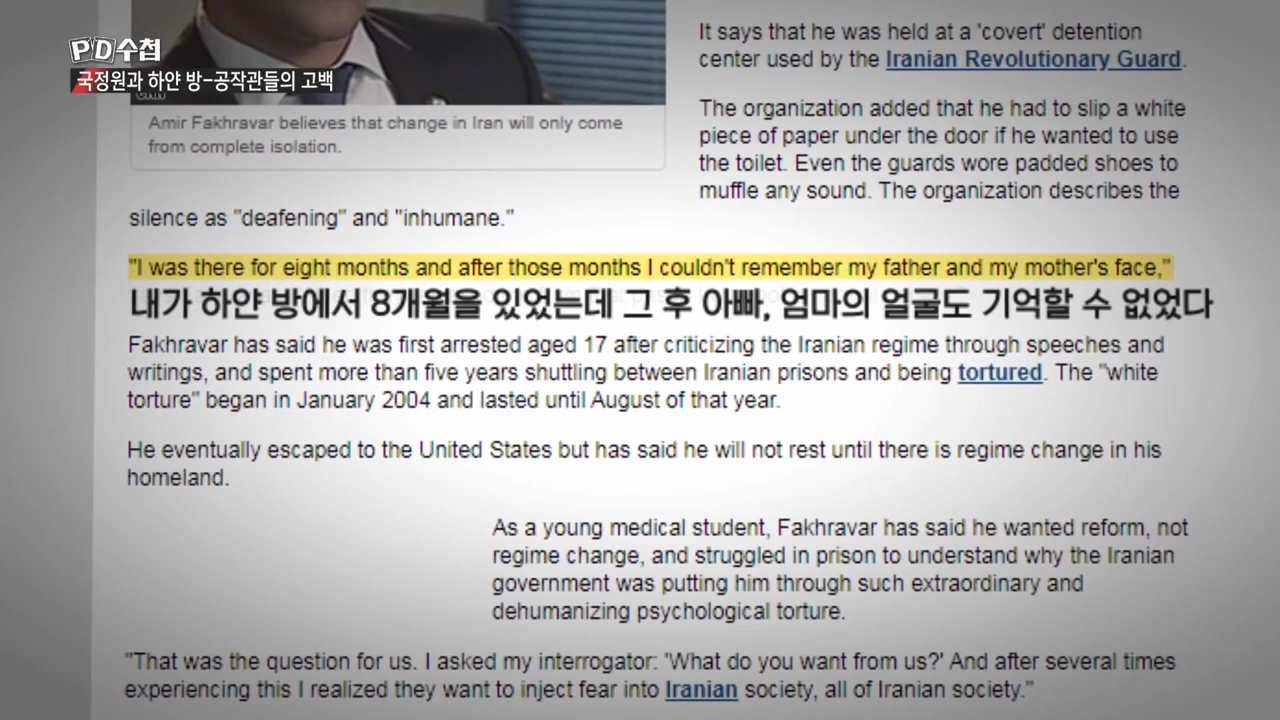 PD수첩
국정원과 하얀 방-공작관들의 고백
Amir Fakhravar believes that change in Iran will only come
from complete isolation.
It says that he was held at a 'covert' detention
center used by the Iranian Revolutionary Guard.
The organization added that he had to slip a white
piece of paper under the door if he wanted to use
the toilet. Even the guards wore padded shoes to
muffle any sound. The organization describes the
silence as "deafening" and "inhumane."
"I was there for eight months and after those months I couldn't remember my father and my mother's face,"
내가 하얀 방에서 8개월을 있었는데 그 후 아빠, 엄마의 얼굴도 기억할 수 없었다
Fakhravar has said he was first arrested aged 17 after criticizing the Iranian regime through speeches and
writings, and spent more than five years shuttling between Iranian prisons and being tortured. The "white
torture" began in January 2004 and lasted until August of that year.
He eventually escaped to the United States but has said he will not rest until there is regime change in his
homeland.
As a young medical student, Fakhravar has said he wanted reform, not
regime change, and struggled in prison to understand why the Iranian
government was putting him through such extraordinary and
dehumanizing psychological torture.
"That was the question for us. I asked my interrogator: 'What do you want from us?' And after several times
experiencing this I realized they want to inject fear into Iranian society, all of Iranian society."